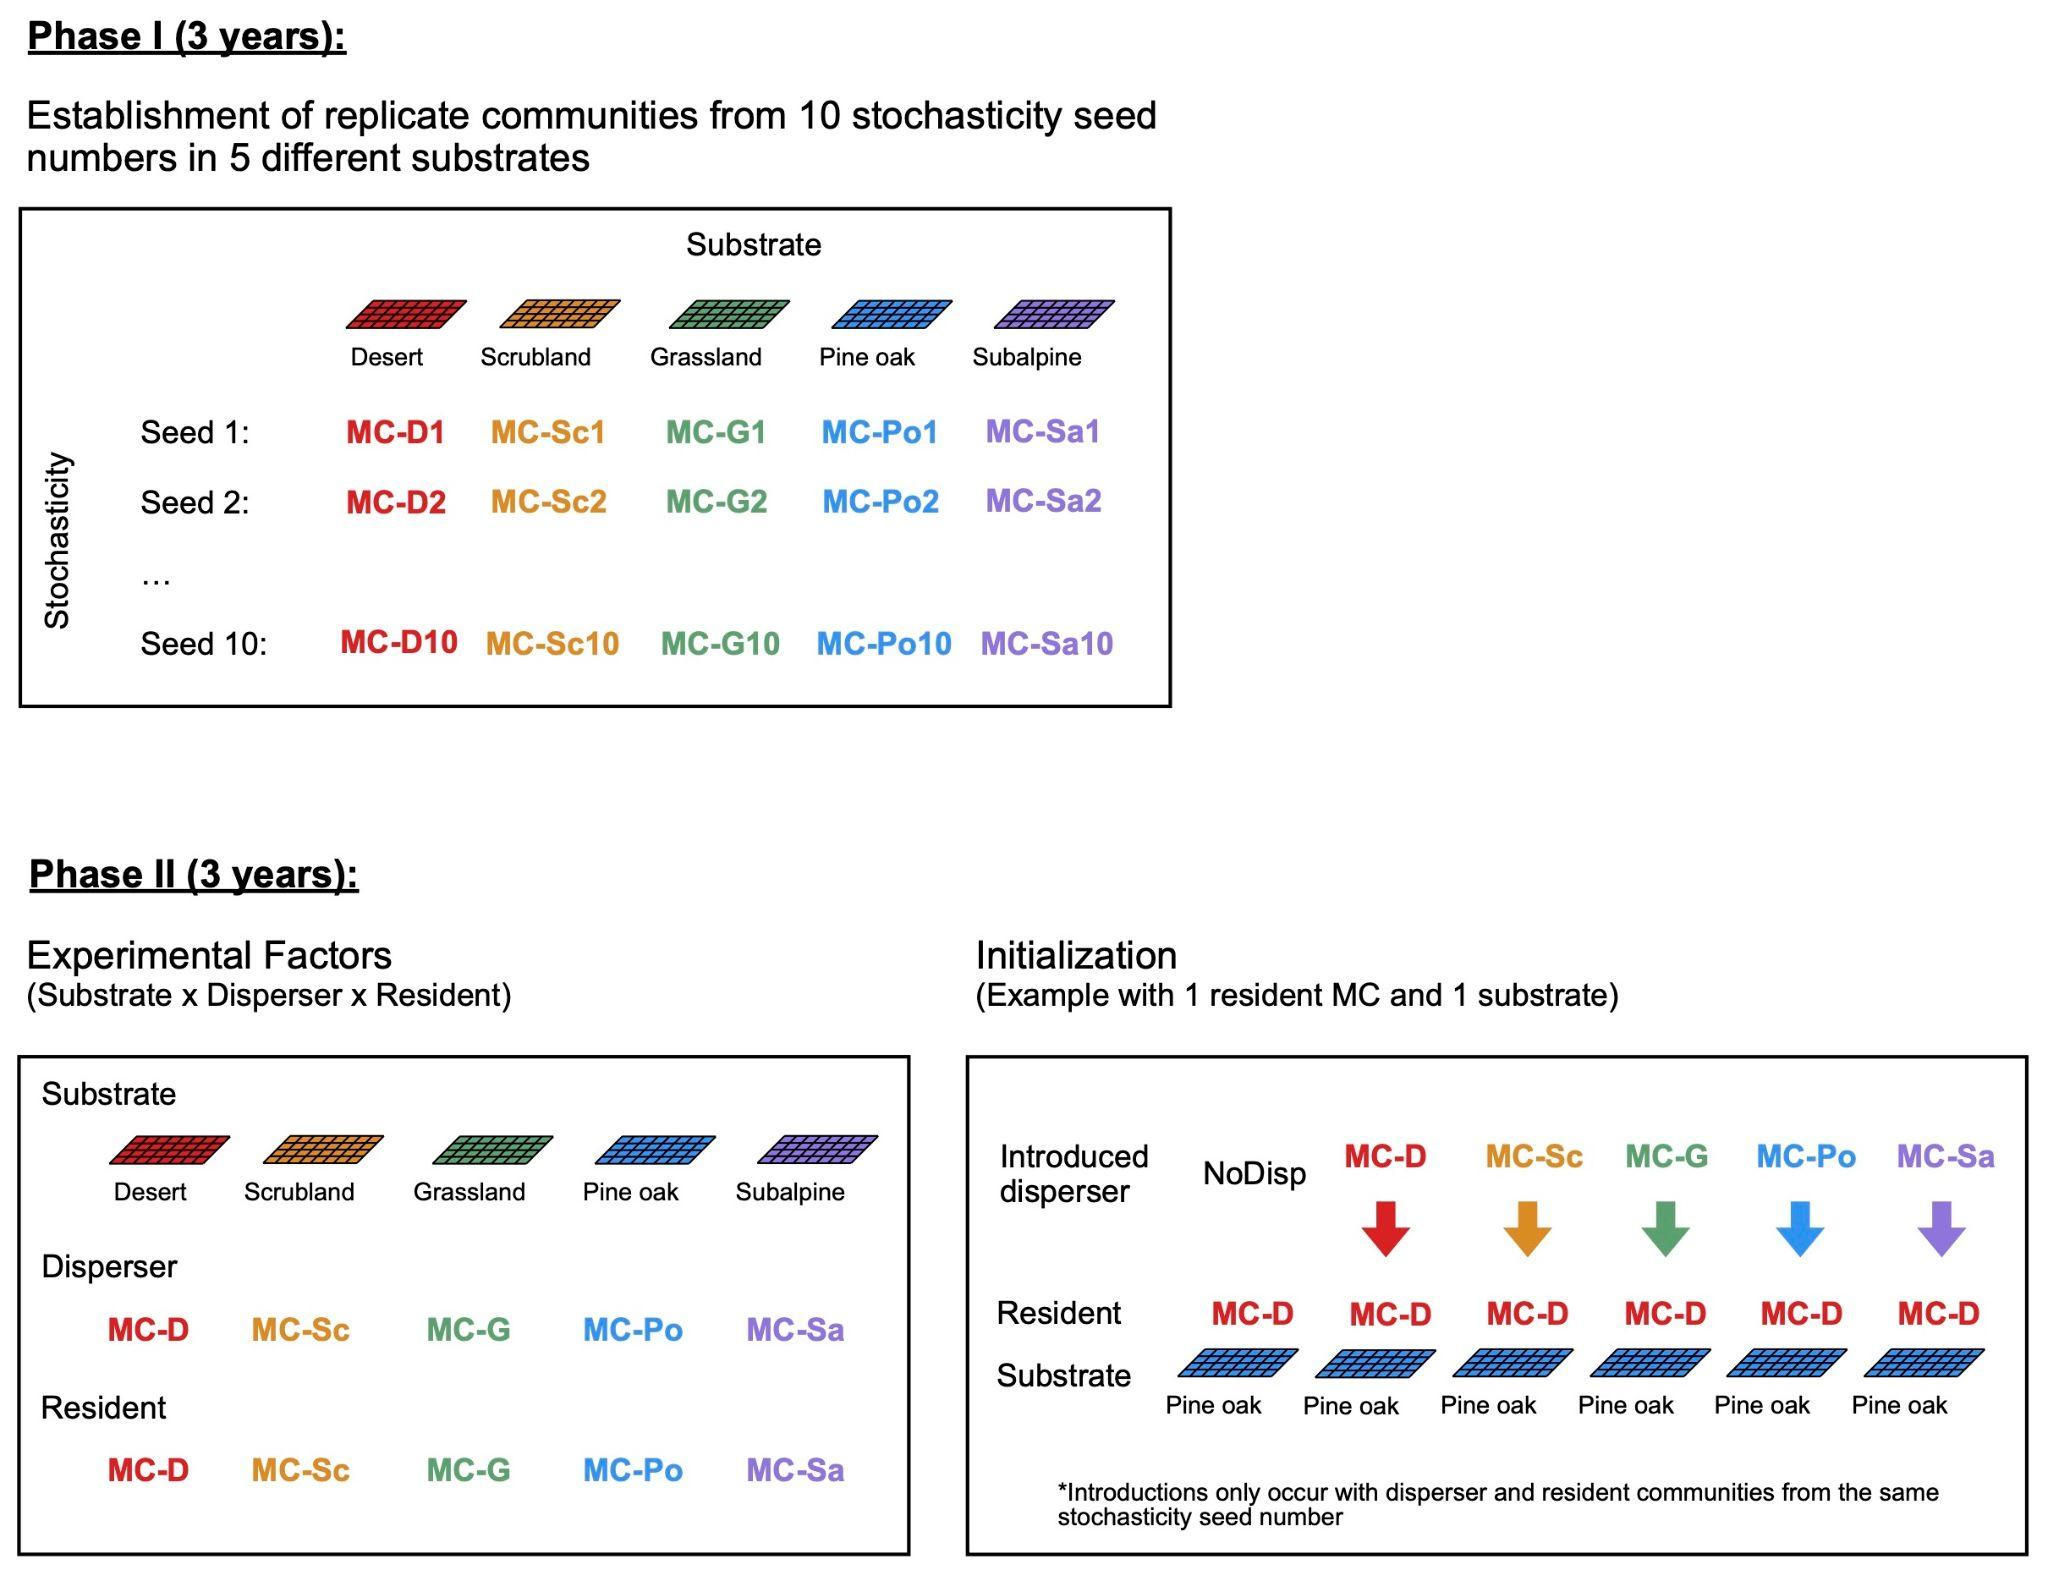 Phase I (3 years):
Establishment of replicate communities from 10 stochasticity seed
numbers in 5 different substrates
Substrate
Desert Scrubland Grassland Pine oak Subalpine
Stochasticity
Seed 1: MC-D1 MC-Sc1 MC-G1 MC-Po1 MC-Sa1
Seed 2: MC-D2 MC-Sc2 MC-G2 MC-Po2 MC-Sa2
...
Seed 10: MC-D10 MC-Sc10 MC-G10 MC-Po10 MC-Sa10
Phase II (3 years):
Experimental Factors
(Substrate x Disperser x Resident)
Substrate
Desert Scrubland Grassland Pine oak Subalpine
Disperser
MC-D MC-Sc MC-G MC-Po MC-Sa
Resident
MC-D MC-Sc MC-G MC-Po MC-Sa
Initialization
(Example with 1 resident MC and 1 substrate)
Introduced
disperser
NoDisp MC-D MC-Sc MC-G MC-Po MC-Sa
Resident MC-D MC-D MC-D MC-D MC-D MC-D
Substrate
Pine oak Pine oak Pine oak Pine oak Pine oak Pine oak
*Introductions only occur with disperser and resident communities from the same
stochasticity seed number